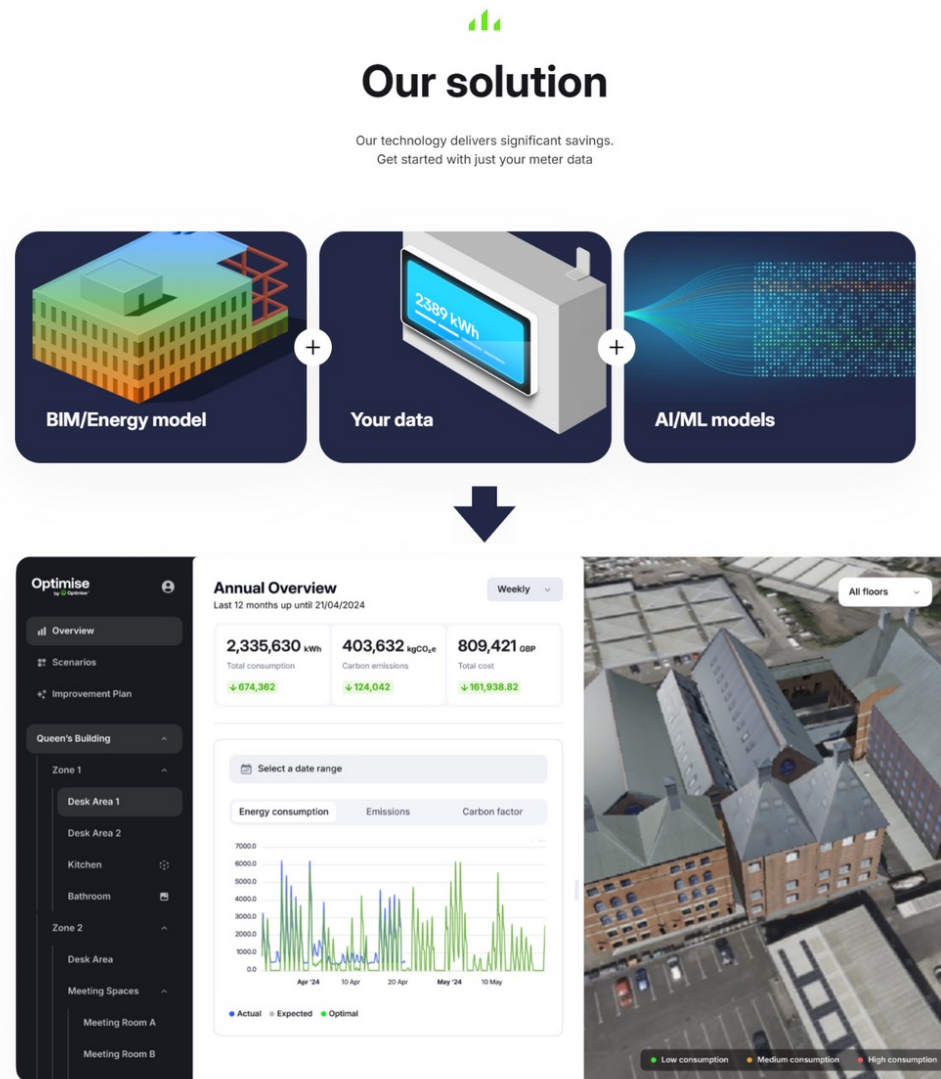 Our solution
Our technology delivers significant savings.
Get started with just your meter data
2389 kWh
BIM/Energy model
Your data
AI/ML models
Optimise
by Optimise
Overview
Scenarios
Improvement Plan
Queen's Building
Zone 1
Desk Area 1
Desk Area 2
Kitchen
Bathroom
Zone 2
Desk Area
Meeting Spaces
Meeting Room A
Meeting Room B
Annual Overview
Weekly
Last 12 months up until 21/04/2024
2,335,630 kWh
403,632 kgCO₂e
809,421 GBP
Total consumption
Carbon emissions
Total cost
↓674,362
↓124,042
↓161,938.82
Select a date range
Energy consumption
Emissions
Carbon factor
7000.0
6000.0
5000.0
4000.0
3000.0
2000.0
1000.0
0.0
Apr '24
10 Apr
20 Apr
May '24
10 May
Actual
Expected
Optimal
All floors
Low consumption
Medium consumption
High consumption